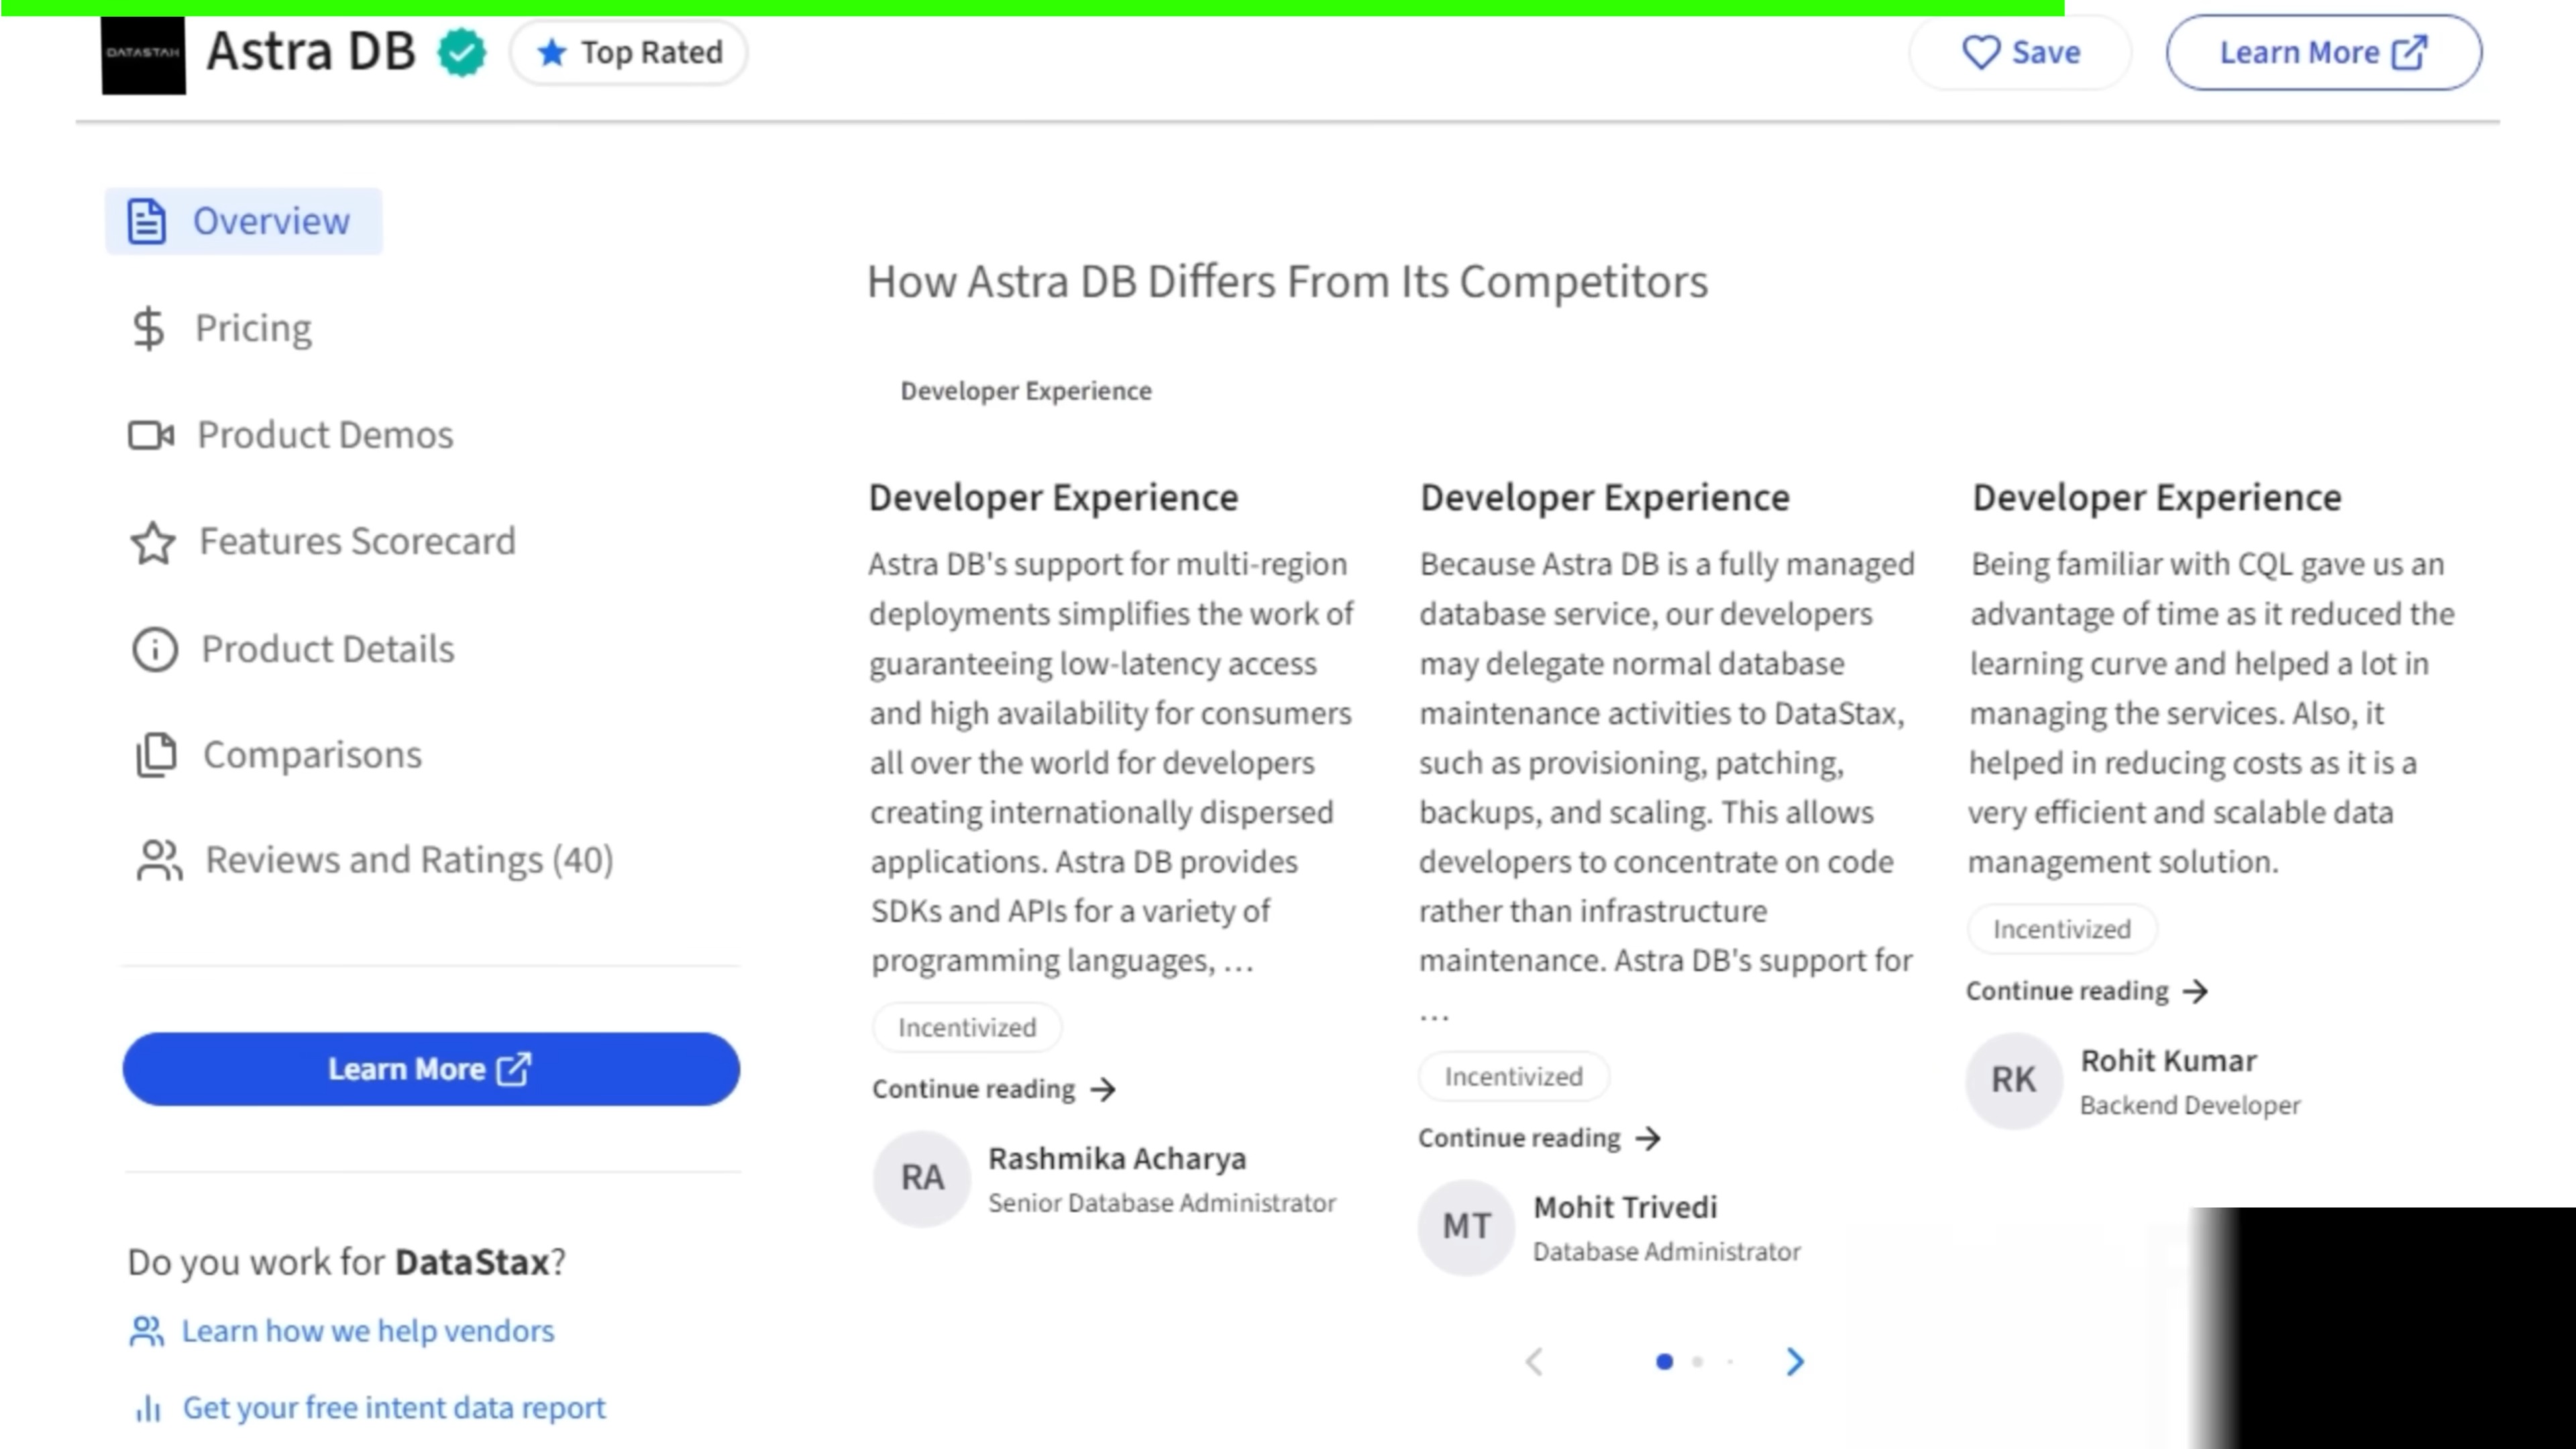 DATASTAX
Astra DB
Top Rated
Save
Learn More
Overview
Pricing
Product Demos
Features Scorecard
Product Details
Comparisons
Reviews and Ratings (40)
Learn More
Do you work for DataStax?
Learn how we help vendors
Get your free intent data report
How Astra DB Differs From Its Competitors
Developer Experience
Developer Experience
Astra DB's support for multi-region
deployments simplifies the work of
guaranteeing low-latency access
and high availability for consumers
all over the world for developers
creating internationally dispersed
applications. Astra DB provides
SDKs and APIs for a variety of
programming languages, …
Incentivized
Continue reading
RA
Rashmika Acharya
Senior Database Administrator
Developer Experience
Because Astra DB is a fully managed
database service, our developers
may delegate normal database
maintenance activities to DataStax,
such as provisioning, patching,
backups, and scaling. This allows
developers to concentrate on code
rather than infrastructure
maintenance. Astra DB's support for
…
Incentivized
Continue reading
MT
Mohit Trivedi
Database Administrator
Developer Experience
Being familiar with CQL gave us an
advantage of time as it reduced the
learning curve and helped a lot in
managing the services. Also, it
helped in reducing costs as it is a
very efficient and scalable data
management solution.
Incentivized
Continue reading
RK
Rohit Kumar
Backend Developer